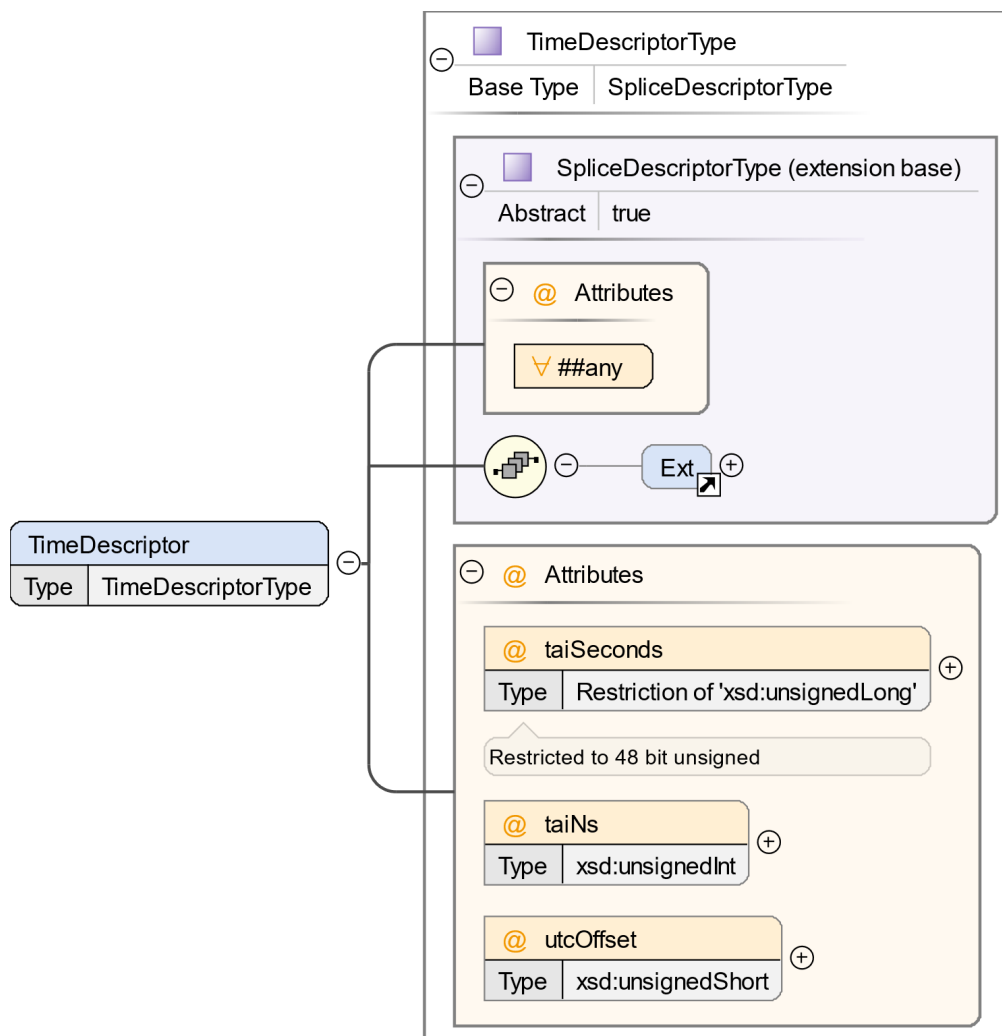 TimeDescriptorType
Base Type SpliceDescriptorType
SpliceDescriptorType (extension base)
Abstract true
@ Attributes
∀ ##any
Ext
TimeDescriptor
Type TimeDescriptorType
@ Attributes
@ taiSeconds
Type Restriction of 'xsd:unsignedLong'
Restricted to 48 bit unsigned
@ taiNs
Type xsd:unsignedInt
@ utcOffset
Type xsd:unsignedShort